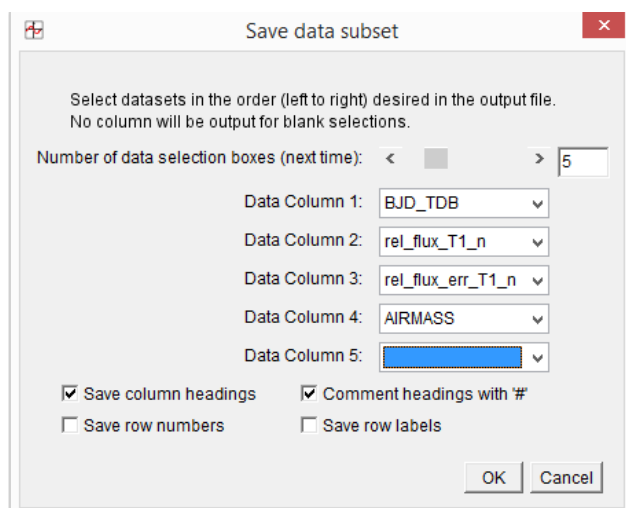 Save data subset
Select datasets in the order (left to right) desired in the output file.
No column will be output for blank selections.
Number of data selection boxes (next time): 5
Data Column 1: BJD_TDB
Data Column 2: rel_flux_T1_n
Data Column 3: rel_flux_err_T1_n
Data Column 4: AIRMASS
Data Column 5:
Save column headings Comment headings with '#'
Save row numbers Save row labels
OK Cancel